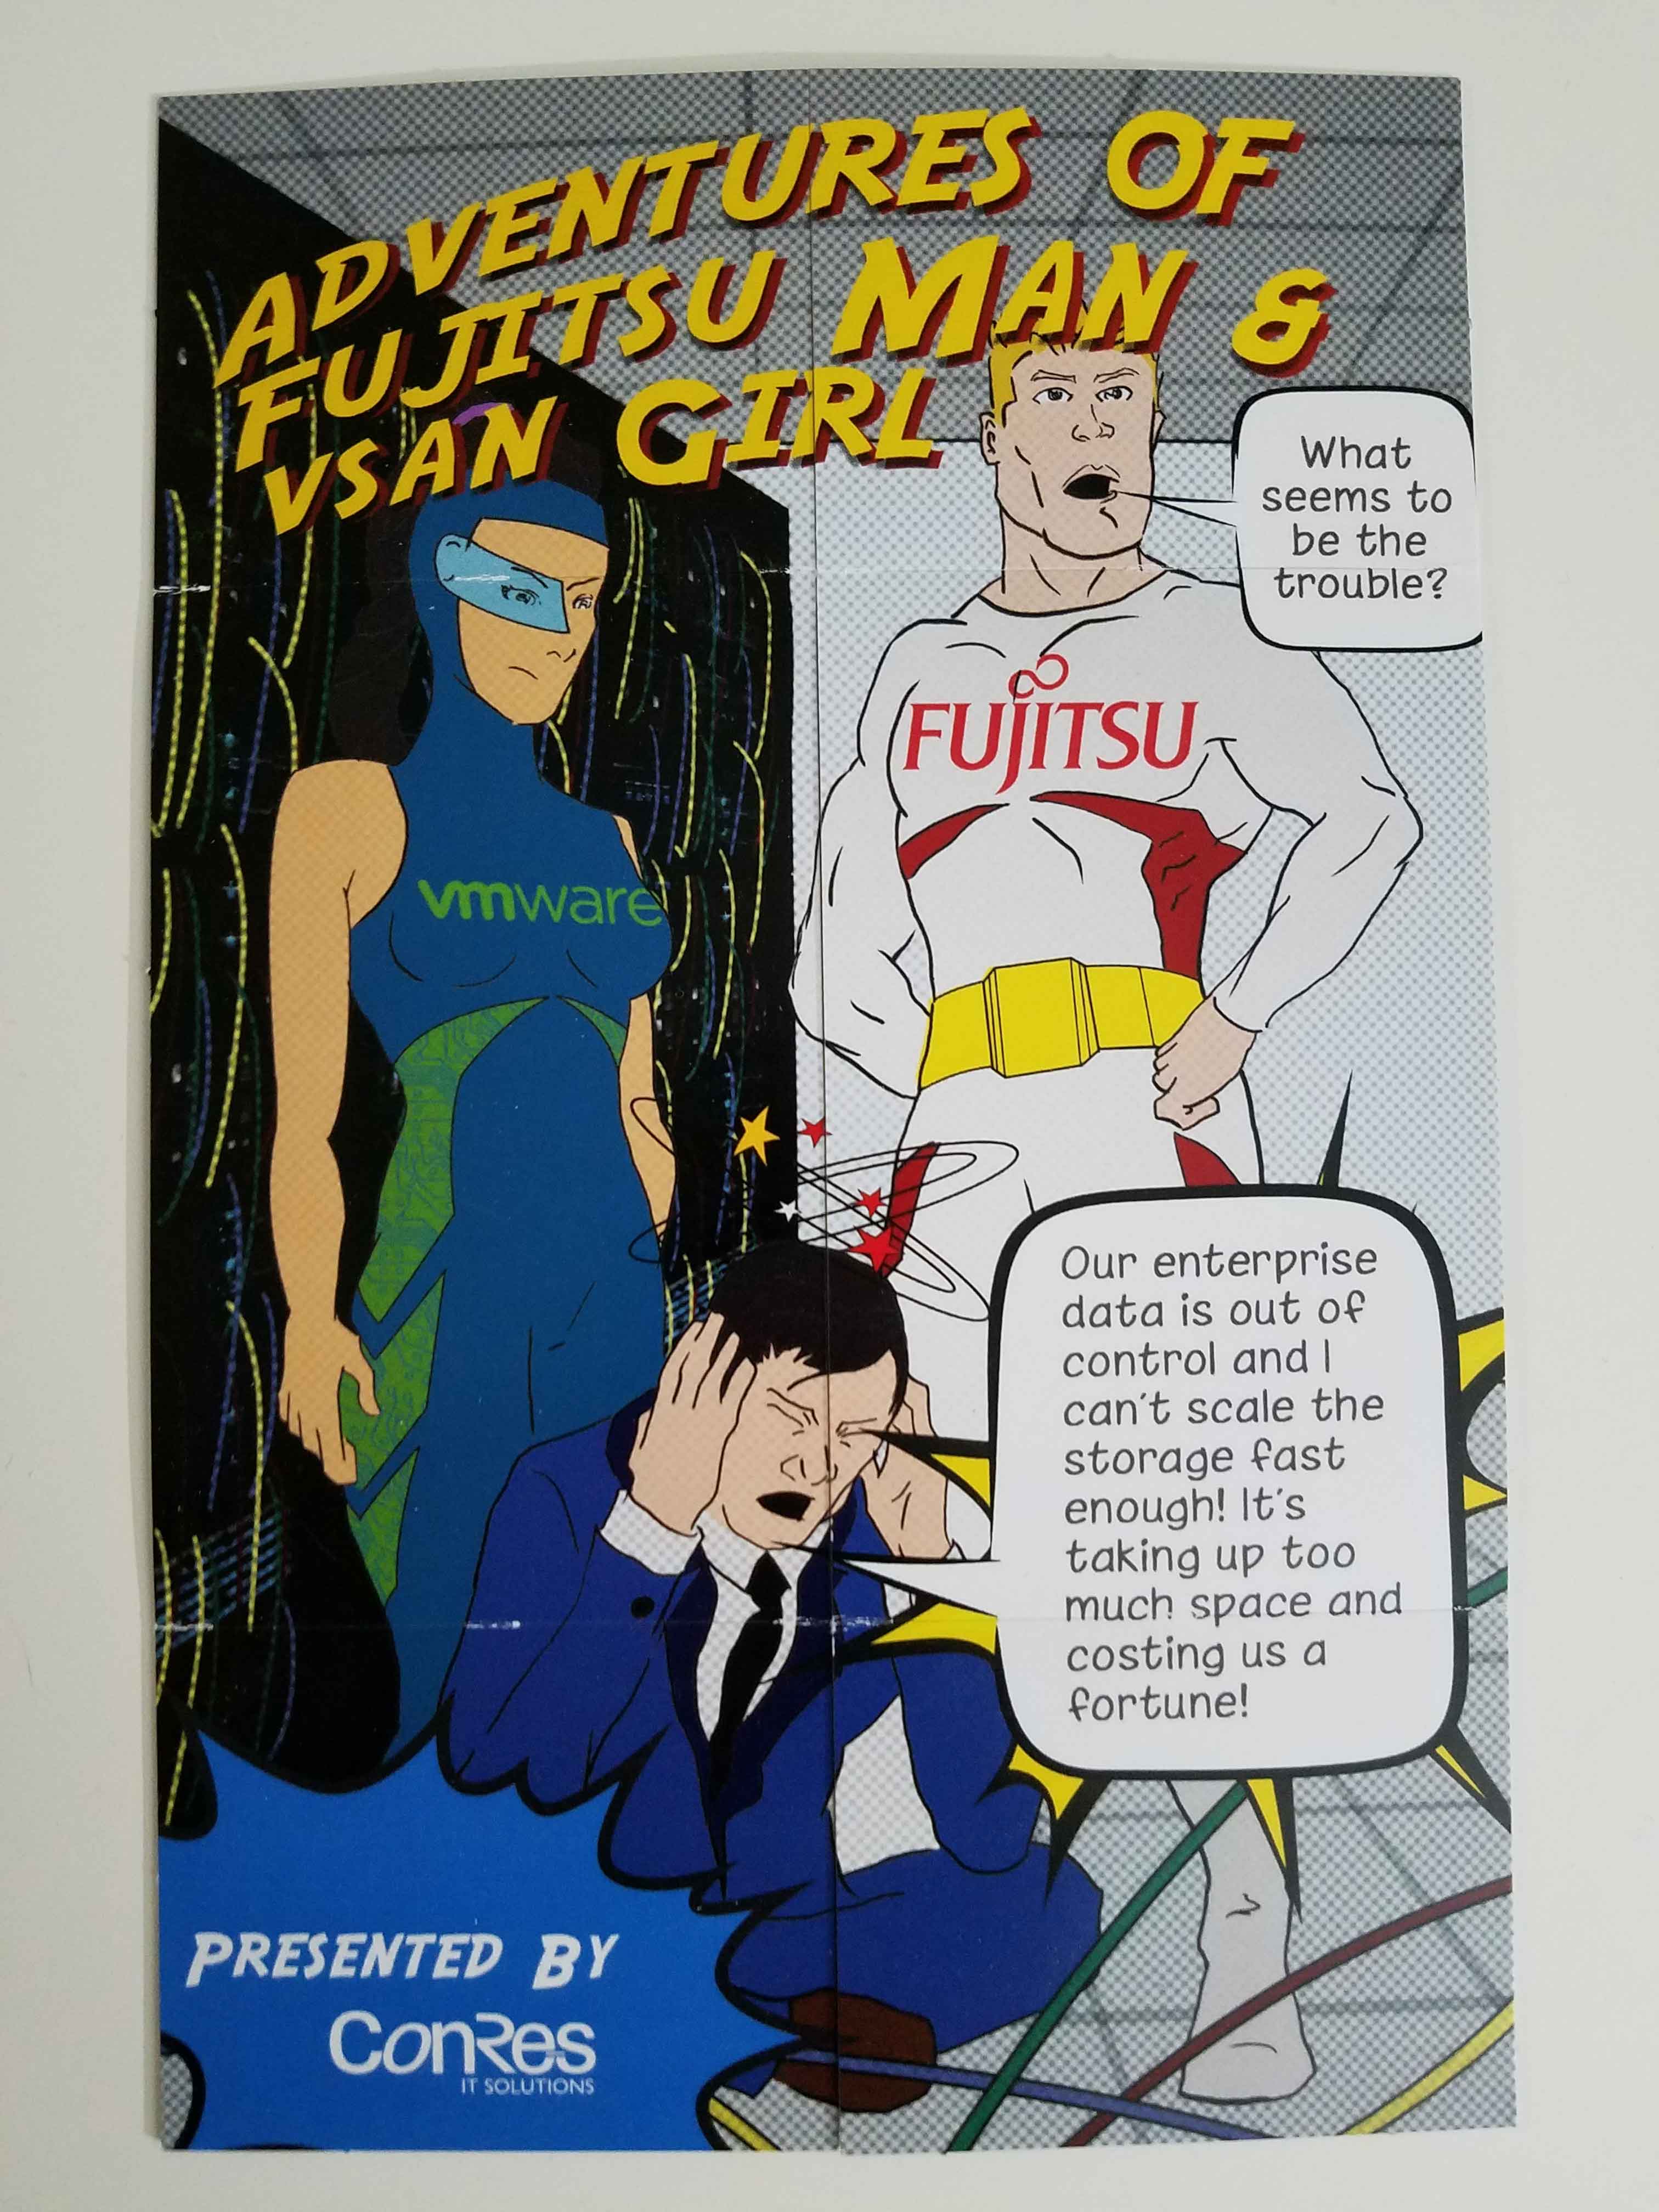 ADVENTURES OF
FUJITSU MAN &
VSAN GIRL
What
seems to
be the
trouble?
FUJITSU
vmware
Our enterprise
data is out of
control and I
can't scale the
storage fast
enough! It's
taking up too
much space and
costing us a
fortune!
PRESENTED BY
ConRes
IT SOLUTIONS